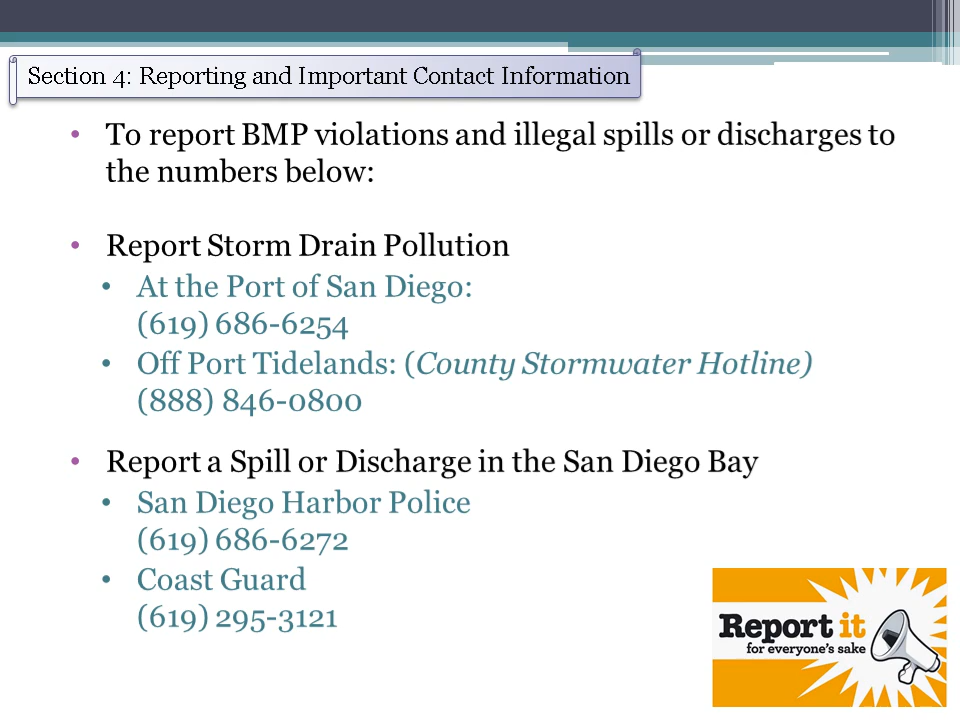 Section 4: Reporting and Important Contact Information
• To report BMP violations and illegal spills or discharges to
the numbers below:
• Report Storm Drain Pollution
• At the Port of San Diego:
(619) 686-6254
• Off Port Tidelands: (County Stormwater Hotline)
(888) 846-0800
• Report a Spill or Discharge in the San Diego Bay
• San Diego Harbor Police
(619) 686-6272
• Coast Guard
(619) 295-3121
Report it
for everyone's sake